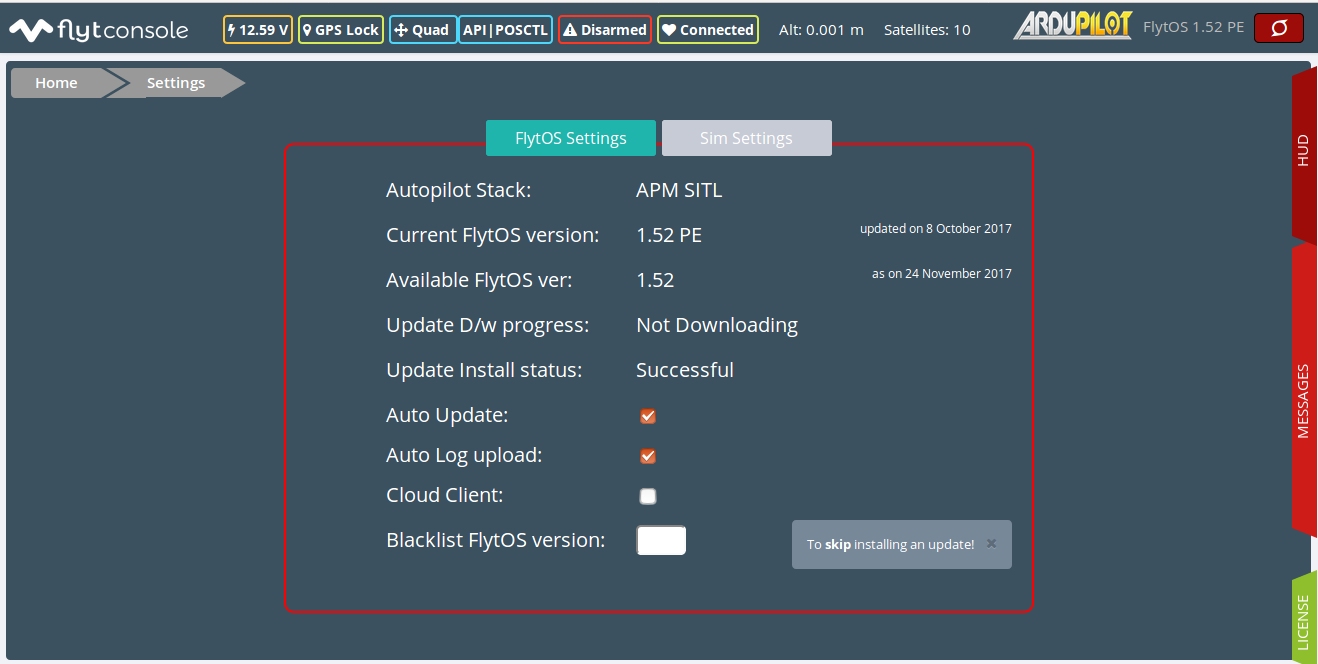 flytconsole 12.59 V GPS Lock Quad API|POSCTL Disarmed Connected Alt: 0.001 m Satellites: 10 ARDUPILOT FlytOS 1.52 PE
Home Settings
FlytOS Settings Sim Settings
Autopilot Stack: APM SITL
Current FlytOS version: 1.52 PE updated on 8 October 2017
Available FlytOS ver: 1.52 as on 24 November 2017
Update D/w progress: Not Downloading
Update Install status: Successful
Auto Update:
Auto Log upload:
Cloud Client:
Blacklist FlytOS version: To skip installing an update! ×
HUD
MESSAGES
LICENSE